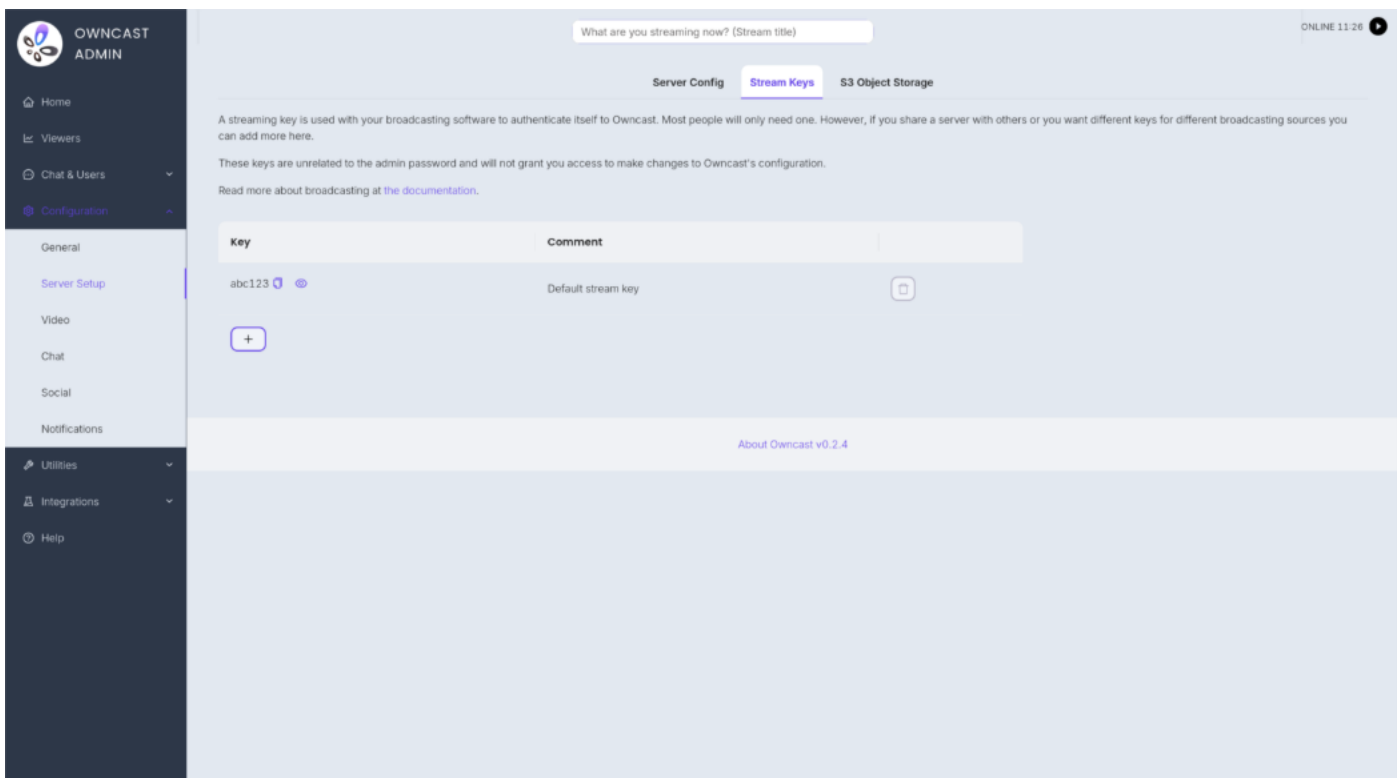 OWNCAST
ADMIN
What are you streaming now? (Stream title)
ONLINE 11:26
Home
Viewers
Chat & Users
Configuration
General
Server Setup
Video
Chat
Social
Notifications
Utilities
Integrations
Help
Server Config Stream Keys S3 Object Storage
A streaming key is used with your broadcasting software to authenticate itself to Owncast. Most people will only need one. However, if you share a server with others or you want different keys for different broadcasting sources you
can add more here.
These keys are unrelated to the admin password and will not grant you access to make changes to Owncast's configuration.
Read more about broadcasting at the documentation.
Key Comment
abc123 Default stream key
+
About Owncast v0.2.4